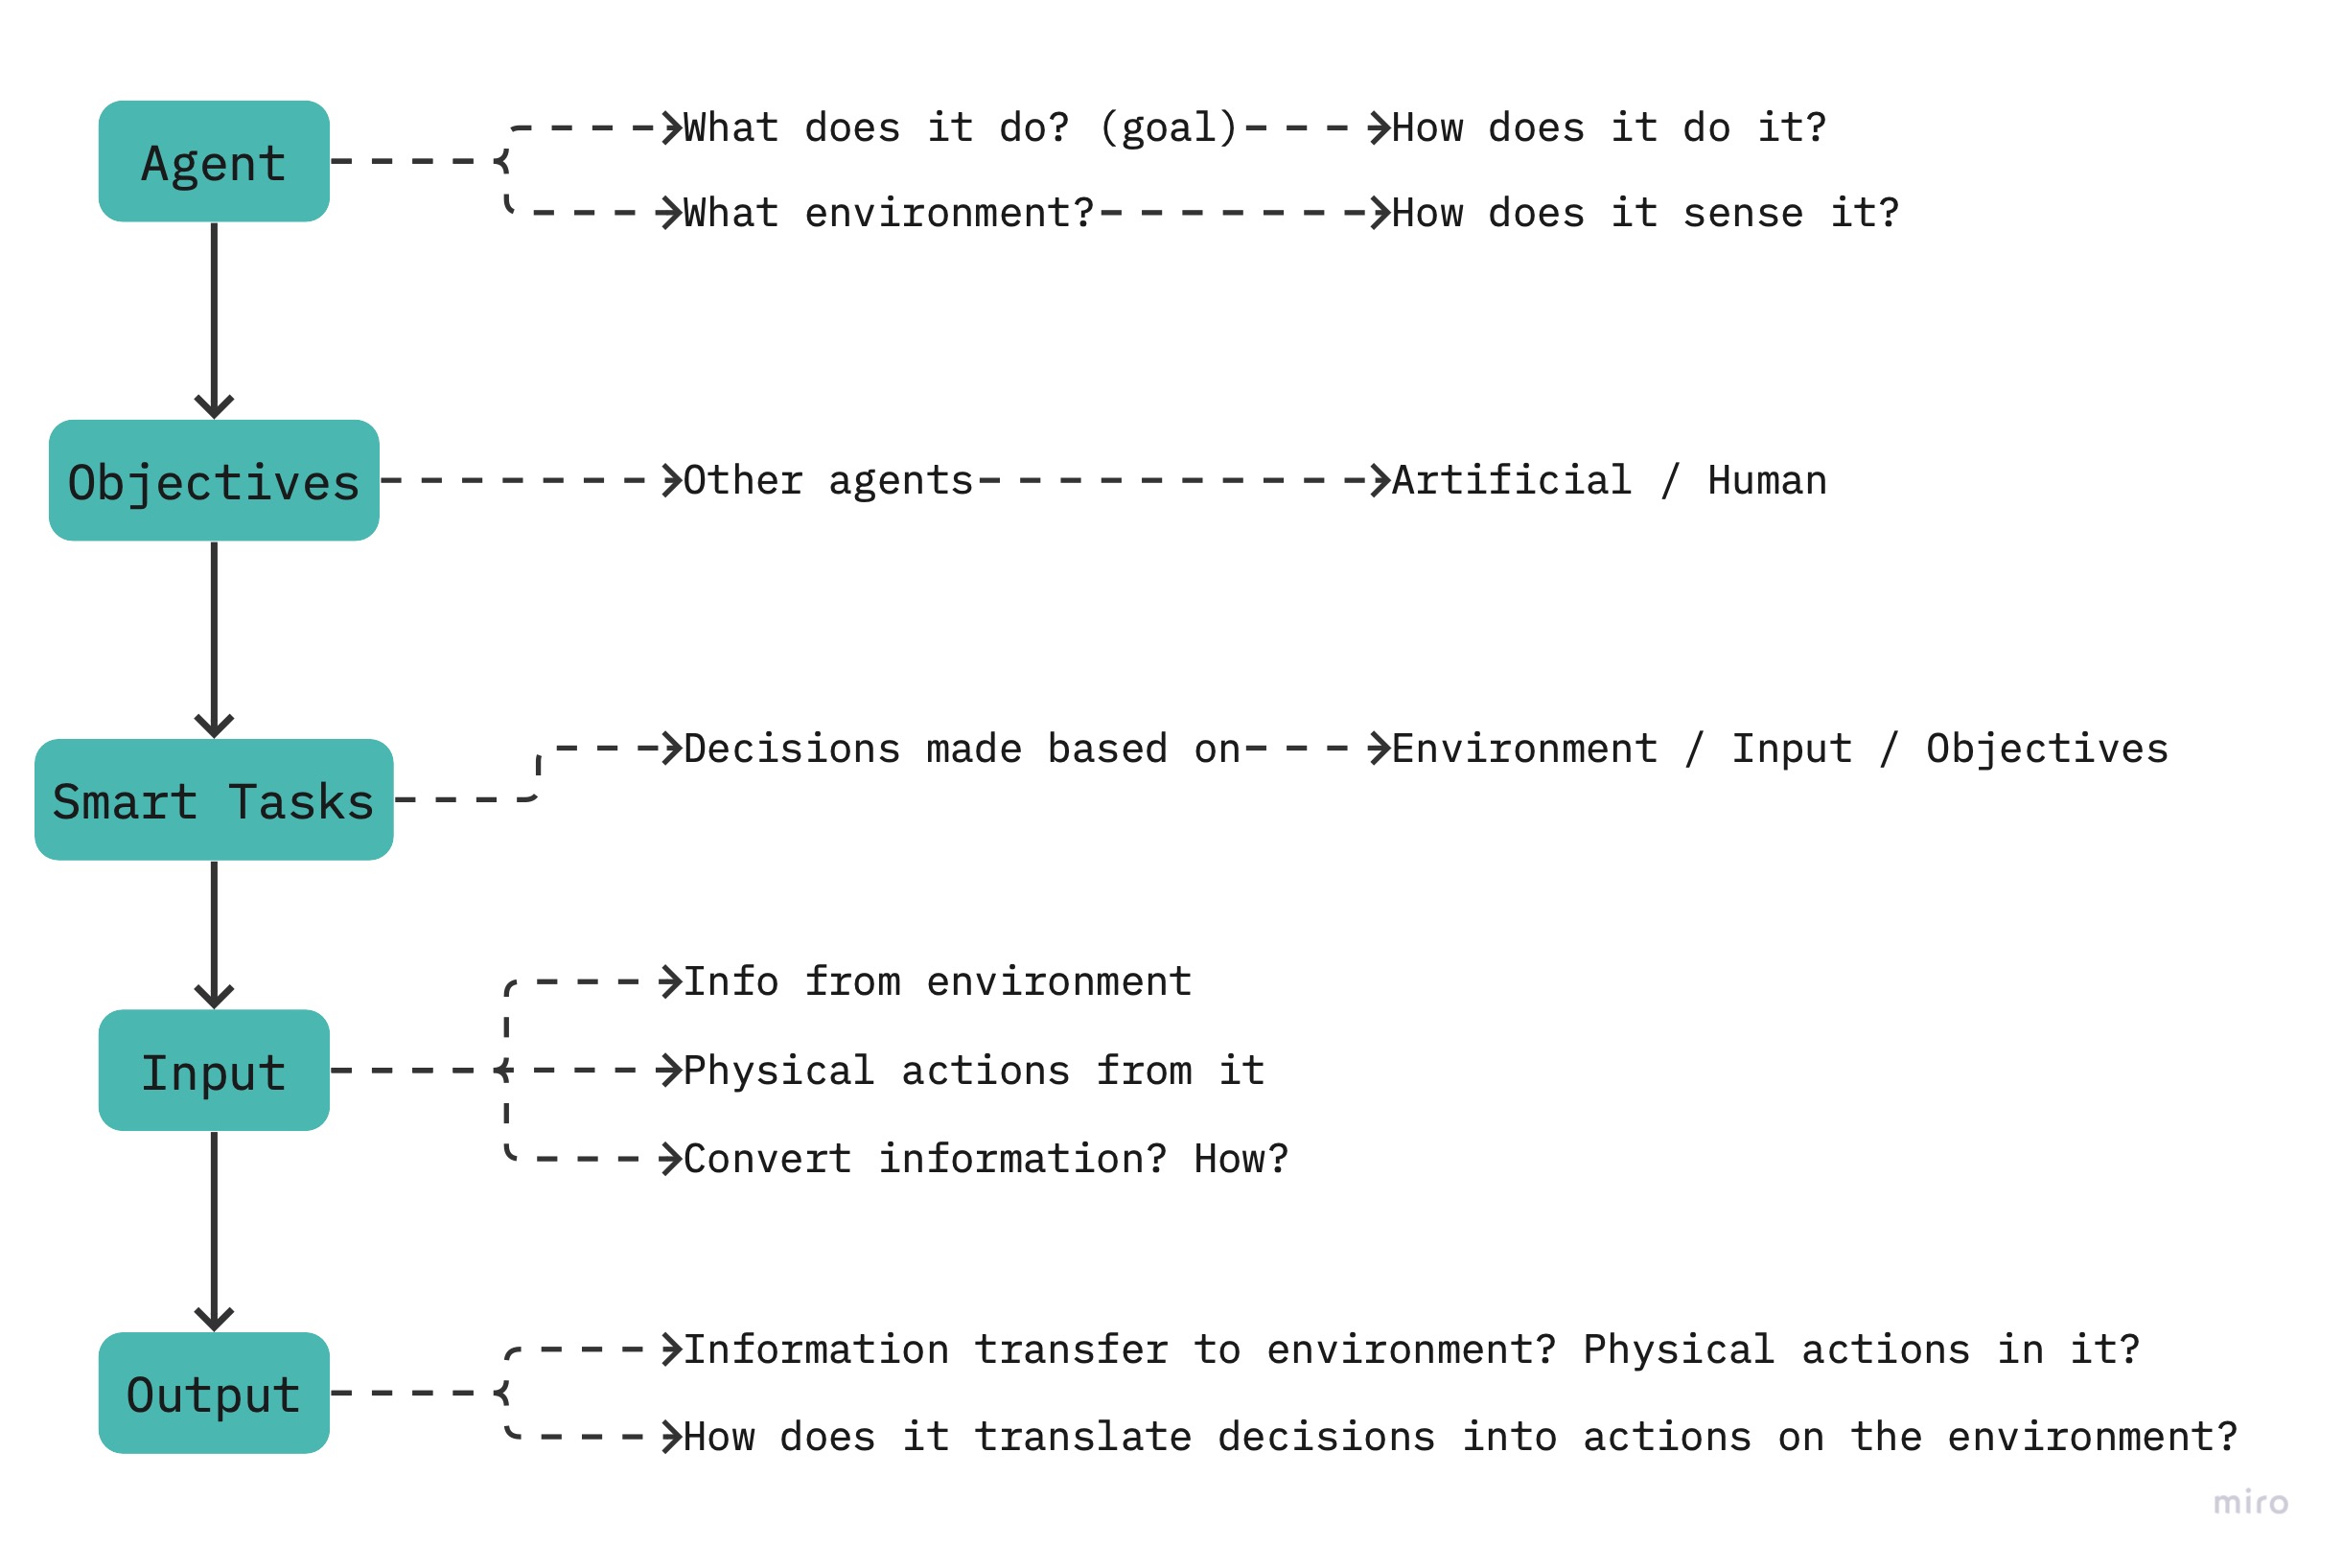 Agent
What does it do? (goal)
How does it do it?
What environment?
How does it sense it?
Objectives
Other agents
Artificial / Human
Smart Tasks
Decisions made based on
Environment / Input / Objectives
Input
Info from environment
Physical actions from it
Convert information? How?
Output
Information transfer to environment? Physical actions in it?
How does it translate decisions into actions on the environment?
miro